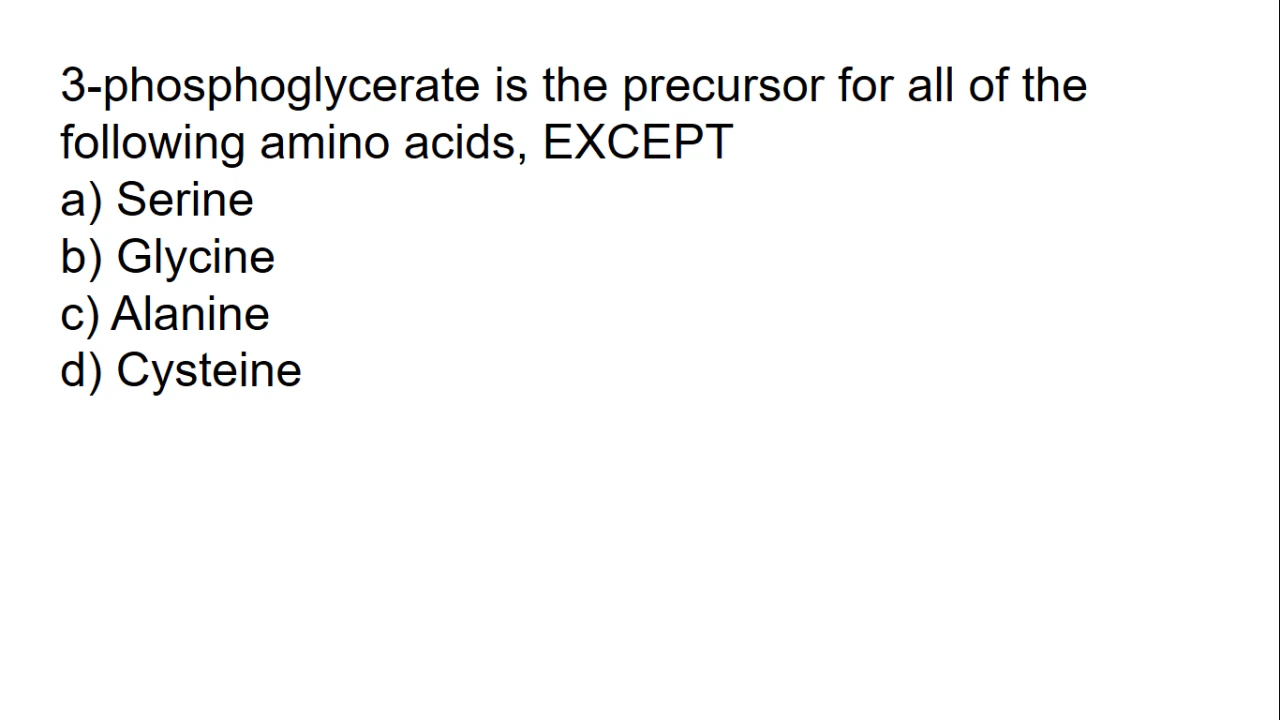 3-phosphoglycerate is the precursor for all of the
following amino acids, EXCEPT
a) Serine
b) Glycine
c) Alanine
d) Cysteine